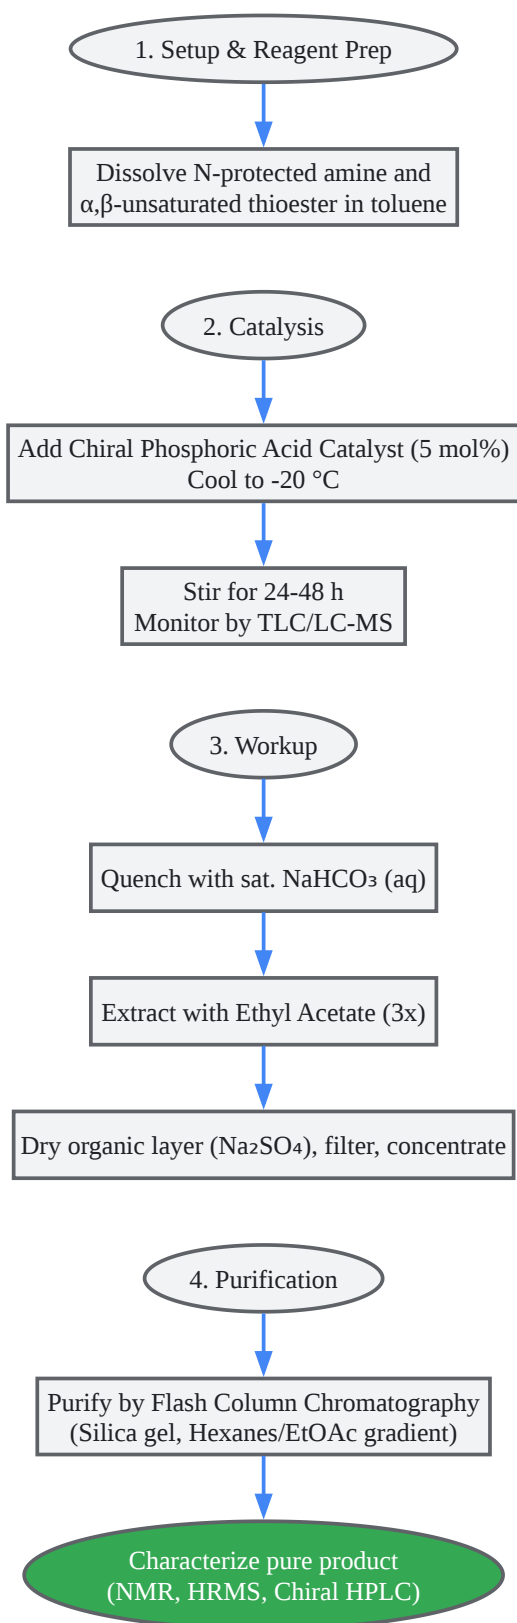 1. Setup & Reagent Prep
Dissolve N-protected amine and
α,β-unsaturated thioester in toluene
2. Catalysis
Add Chiral Phosphoric Acid Catalyst (5 mol%)
Cool to -20 °C
Stir for 24-48 h
Monitor by TLC/LC-MS
3. Workup
Quench with sat. NaHCO₃ (aq)
Extract with Ethyl Acetate (3x)
Dry organic layer (Na₂SO₄), filter, concentrate
4. Purification
Purify by Flash Column Chromatography
(Silica gel, Hexanes/EtOAc gradient)
Characterize pure product
(NMR, HRMS, Chiral HPLC)